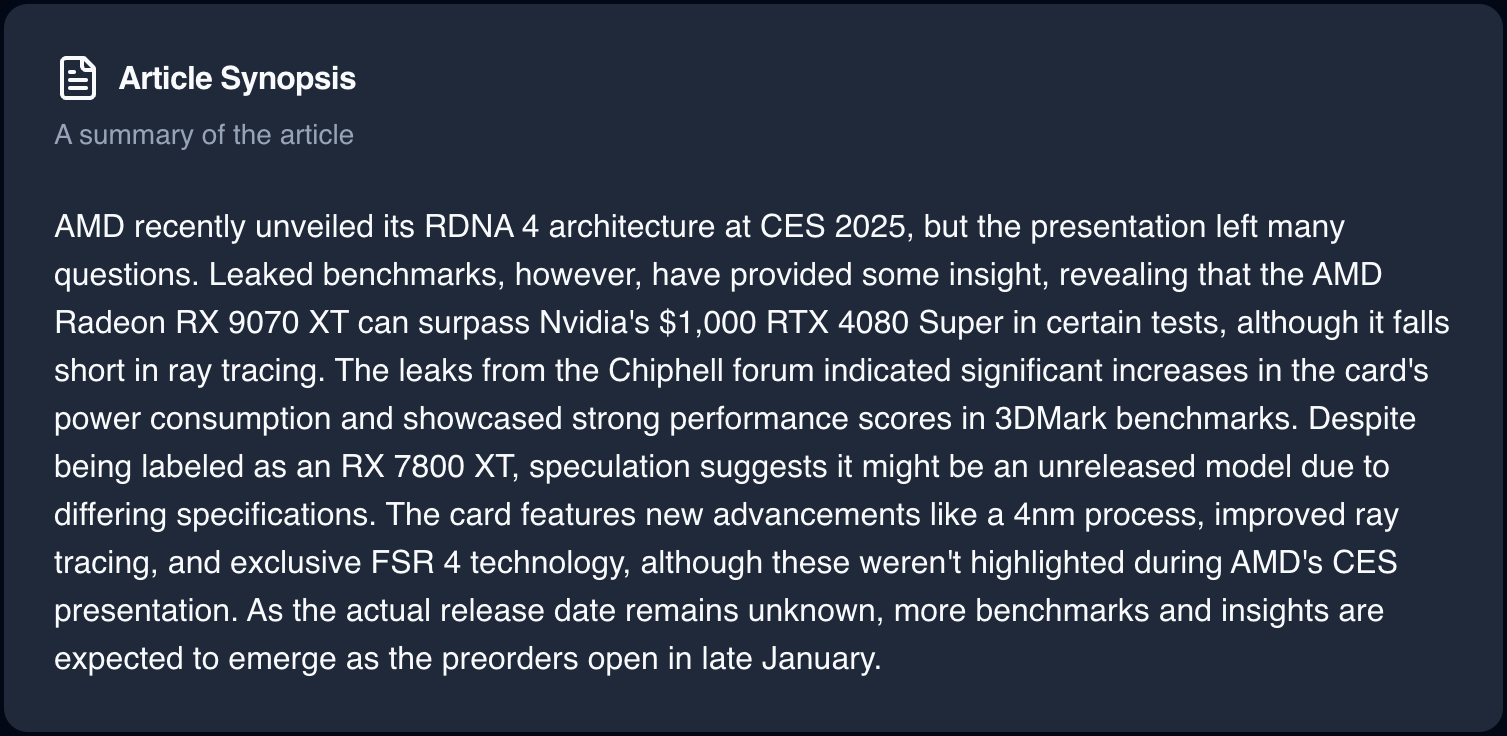 Article Synopsis
A summary of the article
AMD recently unveiled its RDNA 4 architecture at CES 2025, but the presentation left many
questions. Leaked benchmarks, however, have provided some insight, revealing that the AMD
Radeon RX 9070 XT can surpass Nvidia's $1,000 RTX 4080 Super in certain tests, although it falls
short in ray tracing. The leaks from the Chiphell forum indicated significant increases in the card's
power consumption and showcased strong performance scores in 3DMark benchmarks. Despite
being labeled as an RX 7800 XT, speculation suggests it might be an unreleased model due to
differing specifications. The card features new advancements like a 4nm process, improved ray
tracing, and exclusive FSR 4 technology, although these weren't highlighted during AMD's CES
presentation. As the actual release date remains unknown, more benchmarks and insights are
expected to emerge as the preorders open in late January.